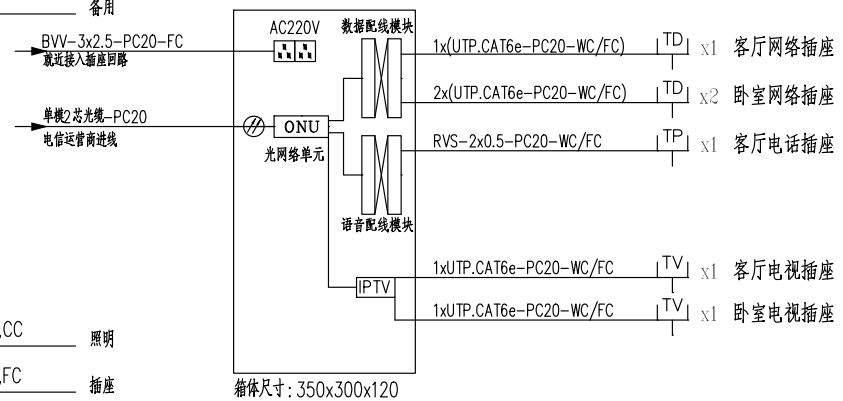 备用
BVV-3x2.5-PC20-FC
就近接入插座回路
单模2芯光缆-PC20
电信运营商进线
AC220V
数据配线模块
ONU
光网络单元
语音配线模块
IPTV
1x(UTP.CAT6e-PC20-WC/FC) TD x1 客厅网络插座
2x(UTP.CAT6e-PC20-WC/FC) TD x2 卧室网络插座
RVS-2x0.5-PC20-WC/FC TP x1 客厅电话插座
1xUTP.CAT6e-PC20-WC/FC TV x1 客厅电视插座
1xUTP.CAT6e-PC20-WC/FC TV x1 卧室电视插座
,CC 照明
,FC 插座
箱体尺寸:350x300x120